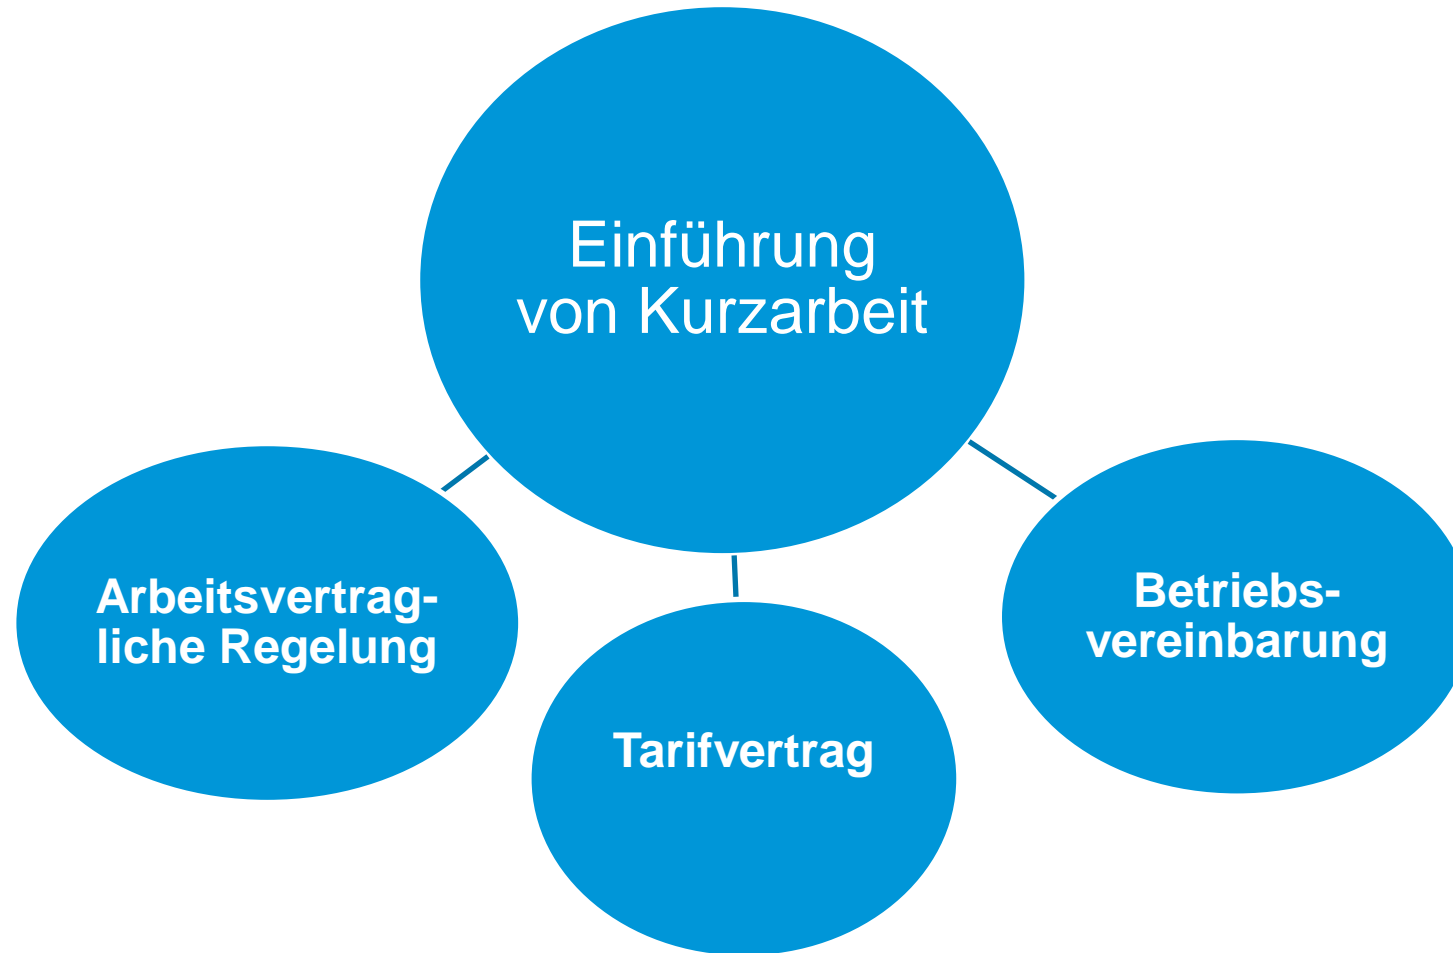 Einführung
von Kurzarbeit
Arbeitsvertrag-
liche Regelung
Tarifvertrag
Betriebs-
vereinbarung